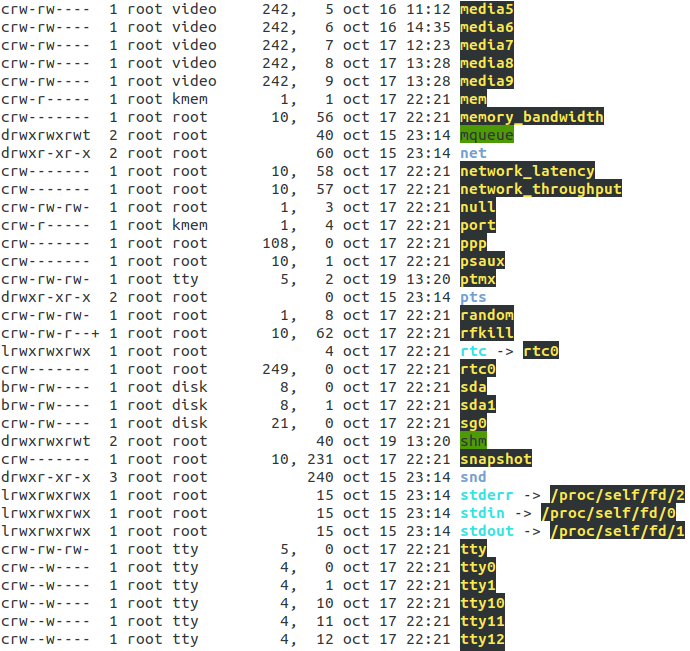 crw-rw---- 1 root video 242, 5 oct 16 11:12 media5
crw-rw---- 1 root video 242, 6 oct 16 14:35 media6
crw-rw---- 1 root video 242, 7 oct 17 12:23 media7
crw-rw---- 1 root video 242, 8 oct 17 13:28 media8
crw-rw---- 1 root video 242, 9 oct 17 13:28 media9
crw-r----- 1 root kmem 1, 1 oct 17 22:21 mem
crw------- 1 root root 10, 56 oct 17 22:21 memory_bandwidth
drwxrwxrwt 2 root root 40 oct 15 23:14 mqueue
drwxr-xr-x 2 root root 60 oct 15 23:14 net
crw------- 1 root root 10, 58 oct 17 22:21 network_latency
crw------- 1 root root 10, 57 oct 17 22:21 network_throughput
crw-rw-rw- 1 root root 1, 3 oct 17 22:21 null
crw-r----- 1 root kmem 1, 4 oct 17 22:21 port
crw------- 1 root root 108, 0 oct 17 22:21 ppp
crw------- 1 root root 10, 1 oct 17 22:21 psaux
crw-rw-rw- 1 root tty 5, 2 oct 19 13:20 ptmx
drwxr-xr-x 2 root root 0 oct 15 23:14 pts
crw-rw-rw- 1 root root 1, 8 oct 17 22:21 random
crw-rw-r--+ 1 root root 10, 62 oct 17 22:21 rfkill
lrwxrwxrwx 1 root root 4 oct 17 22:21 rtc -> rtc0
crw------- 1 root root 249, 0 oct 17 22:21 rtc0
brw-rw---- 1 root disk 8, 0 oct 17 22:21 sda
brw-rw---- 1 root disk 8, 1 oct 17 22:21 sda1
crw-rw---- 1 root disk 21, 0 oct 17 22:21 sg0
drwxrwxrwt 2 root root 40 oct 19 13:20 shm
crw------- 1 root root 10, 231 oct 17 22:21 snapshot
drwxr-xr-x 3 root root 240 oct 15 23:14 snd
lrwxrwxrwx 1 root root 15 oct 15 23:14 stderr -> /proc/self/fd/2
lrwxrwxrwx 1 root root 15 oct 15 23:14 stdin -> /proc/self/fd/0
lrwxrwxrwx 1 root root 15 oct 15 23:14 stdout -> /proc/self/fd/1
crw-rw-rw- 1 root tty 5, 0 oct 17 22:21 tty
crw--w---- 1 root tty 4, 0 oct 17 22:21 tty0
crw--w---- 1 root tty 4, 1 oct 17 22:21 tty1
crw--w---- 1 root tty 4, 10 oct 17 22:21 tty10
crw--w---- 1 root tty 4, 11 oct 17 22:21 tty11
crw--w---- 1 root tty 4, 12 oct 17 22:21 tty12